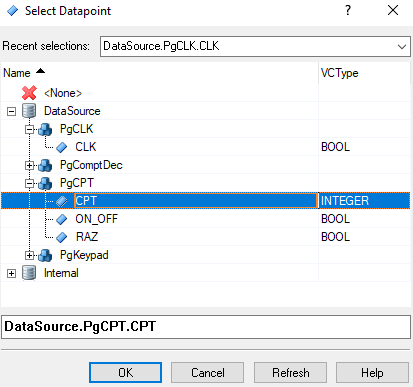 Select Datapoint
Recent selections: DataSource.PgCLK.CLK
Name VCType
<None>
DataSource
PgCLK
CLK BOOL
PgComptDec
PgCPT
CPT INTEGER
ON_OFF BOOL
RAZ BOOL
PgKeypad
Internal
DataSource.PgCPT.CPT
OK Cancel Refresh Help